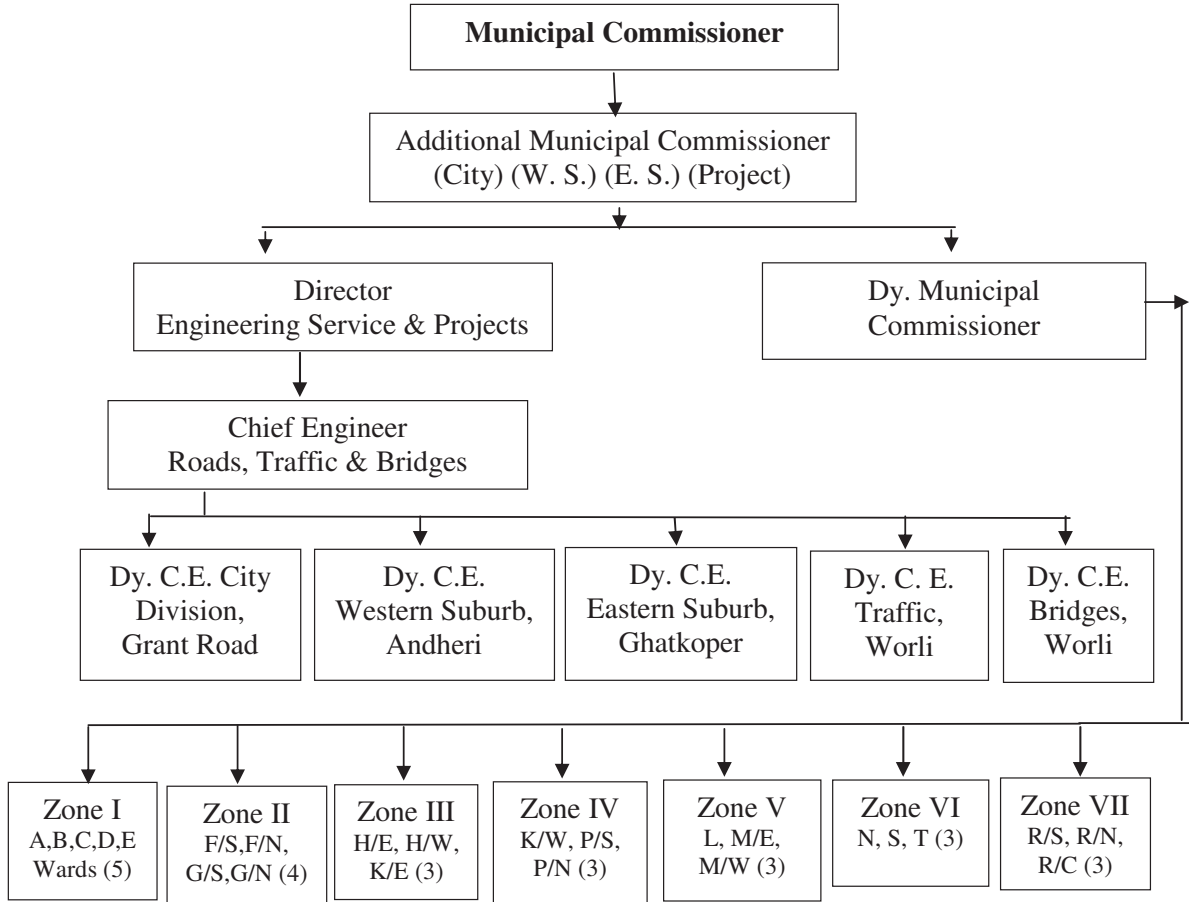 Municipal Commissioner
Additional Municipal Commissioner
(City) (W. S.) (E. S.) (Project)
Director
Engineering Service & Projects
Dy. Municipal
Commissioner
Chief Engineer
Roads, Traffic & Bridges
Dy. C.E. City
Division,
Grant Road
Dy. C.E.
Western Suburb,
Andheri
Dy. C.E.
Eastern Suburb,
Ghatkoper
Dy. C. E.
Traffic,
Worli
Dy. C.E.
Bridges,
Worli
Zone I
A,B,C,D,E
Wards (5)
Zone II
F/S,F/N,
G/S,G/N (4)
Zone III
H/E, H/W,
K/E (3)
Zone IV
K/W, P/S,
P/N (3)
Zone V
L, M/E,
M/W (3)
Zone VI
N, S, T (3)
Zone VII
R/S, R/N,
R/C (3)